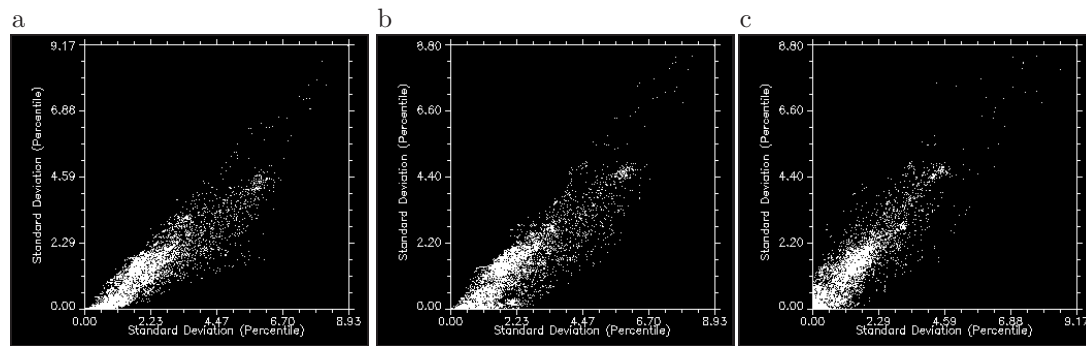 a b c
9.17
6.88
4.59
2.29
0.00
Standard Deviation (Percentile)
0.00 2.23 4.47 6.70 8.93
Standard Deviation (Percentile)
8.80
6.60
4.40
2.20
0.00
Standard Deviation (Percentile)
0.00 2.23 4.47 6.70 8.93
Standard Deviation (Percentile)
8.80
6.60
4.40
2.20
0.00
Standard Deviation (Percentile)
0.00 2.29 4.59 6.88 9.17
Standard Deviation (Percentile)